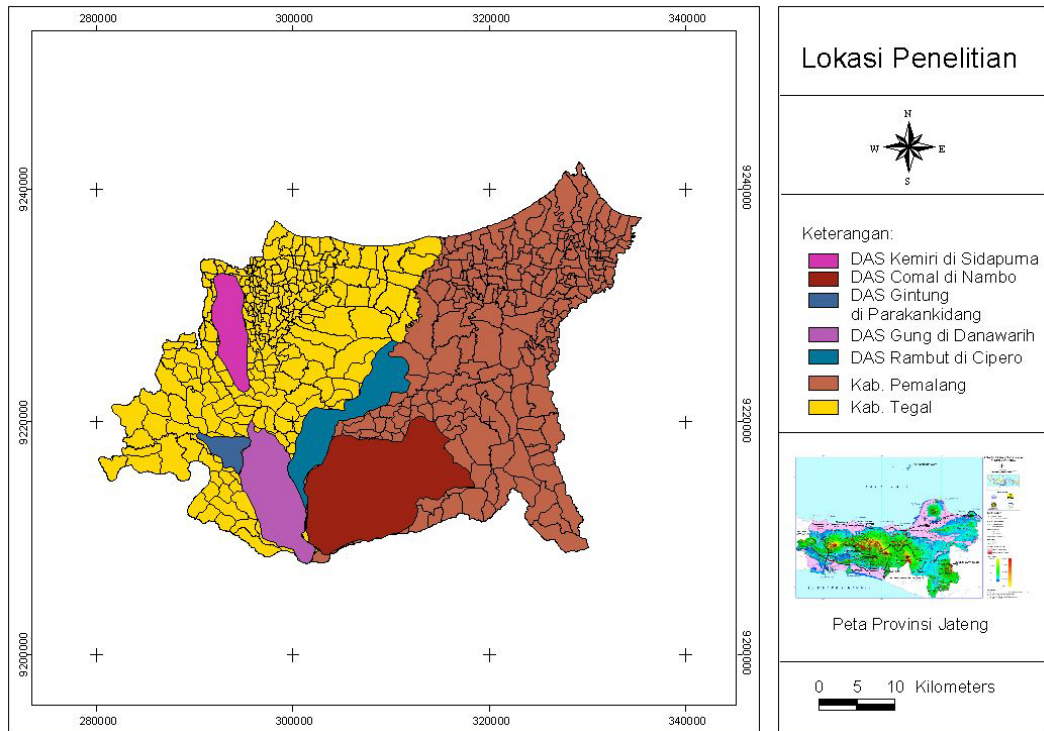 280000 300000 320000 340000
9240000
9220000
9200000
9240000
9220000
9200000
280000 300000 320000 340000
Lokasi Penelitian
N
W E
S
Keterangan:
DAS Kemiri di Sidapurna
DAS Comal di Nambo
DAS Gintung
di Parakankidang
DAS Gung di Danawarih
DAS Rambut di Cipero
Kab. Pemalang
Kab. Tegal
Peta Provinsi Jateng
0 5 10 Kilometers